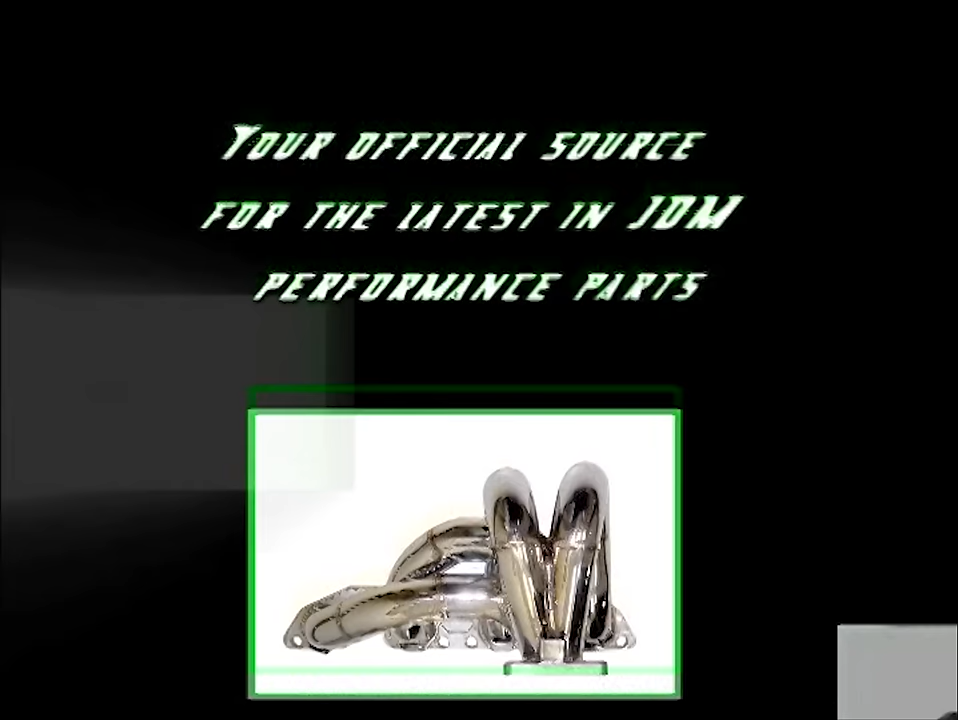 Your official source
for the latest in JDM
performance parts